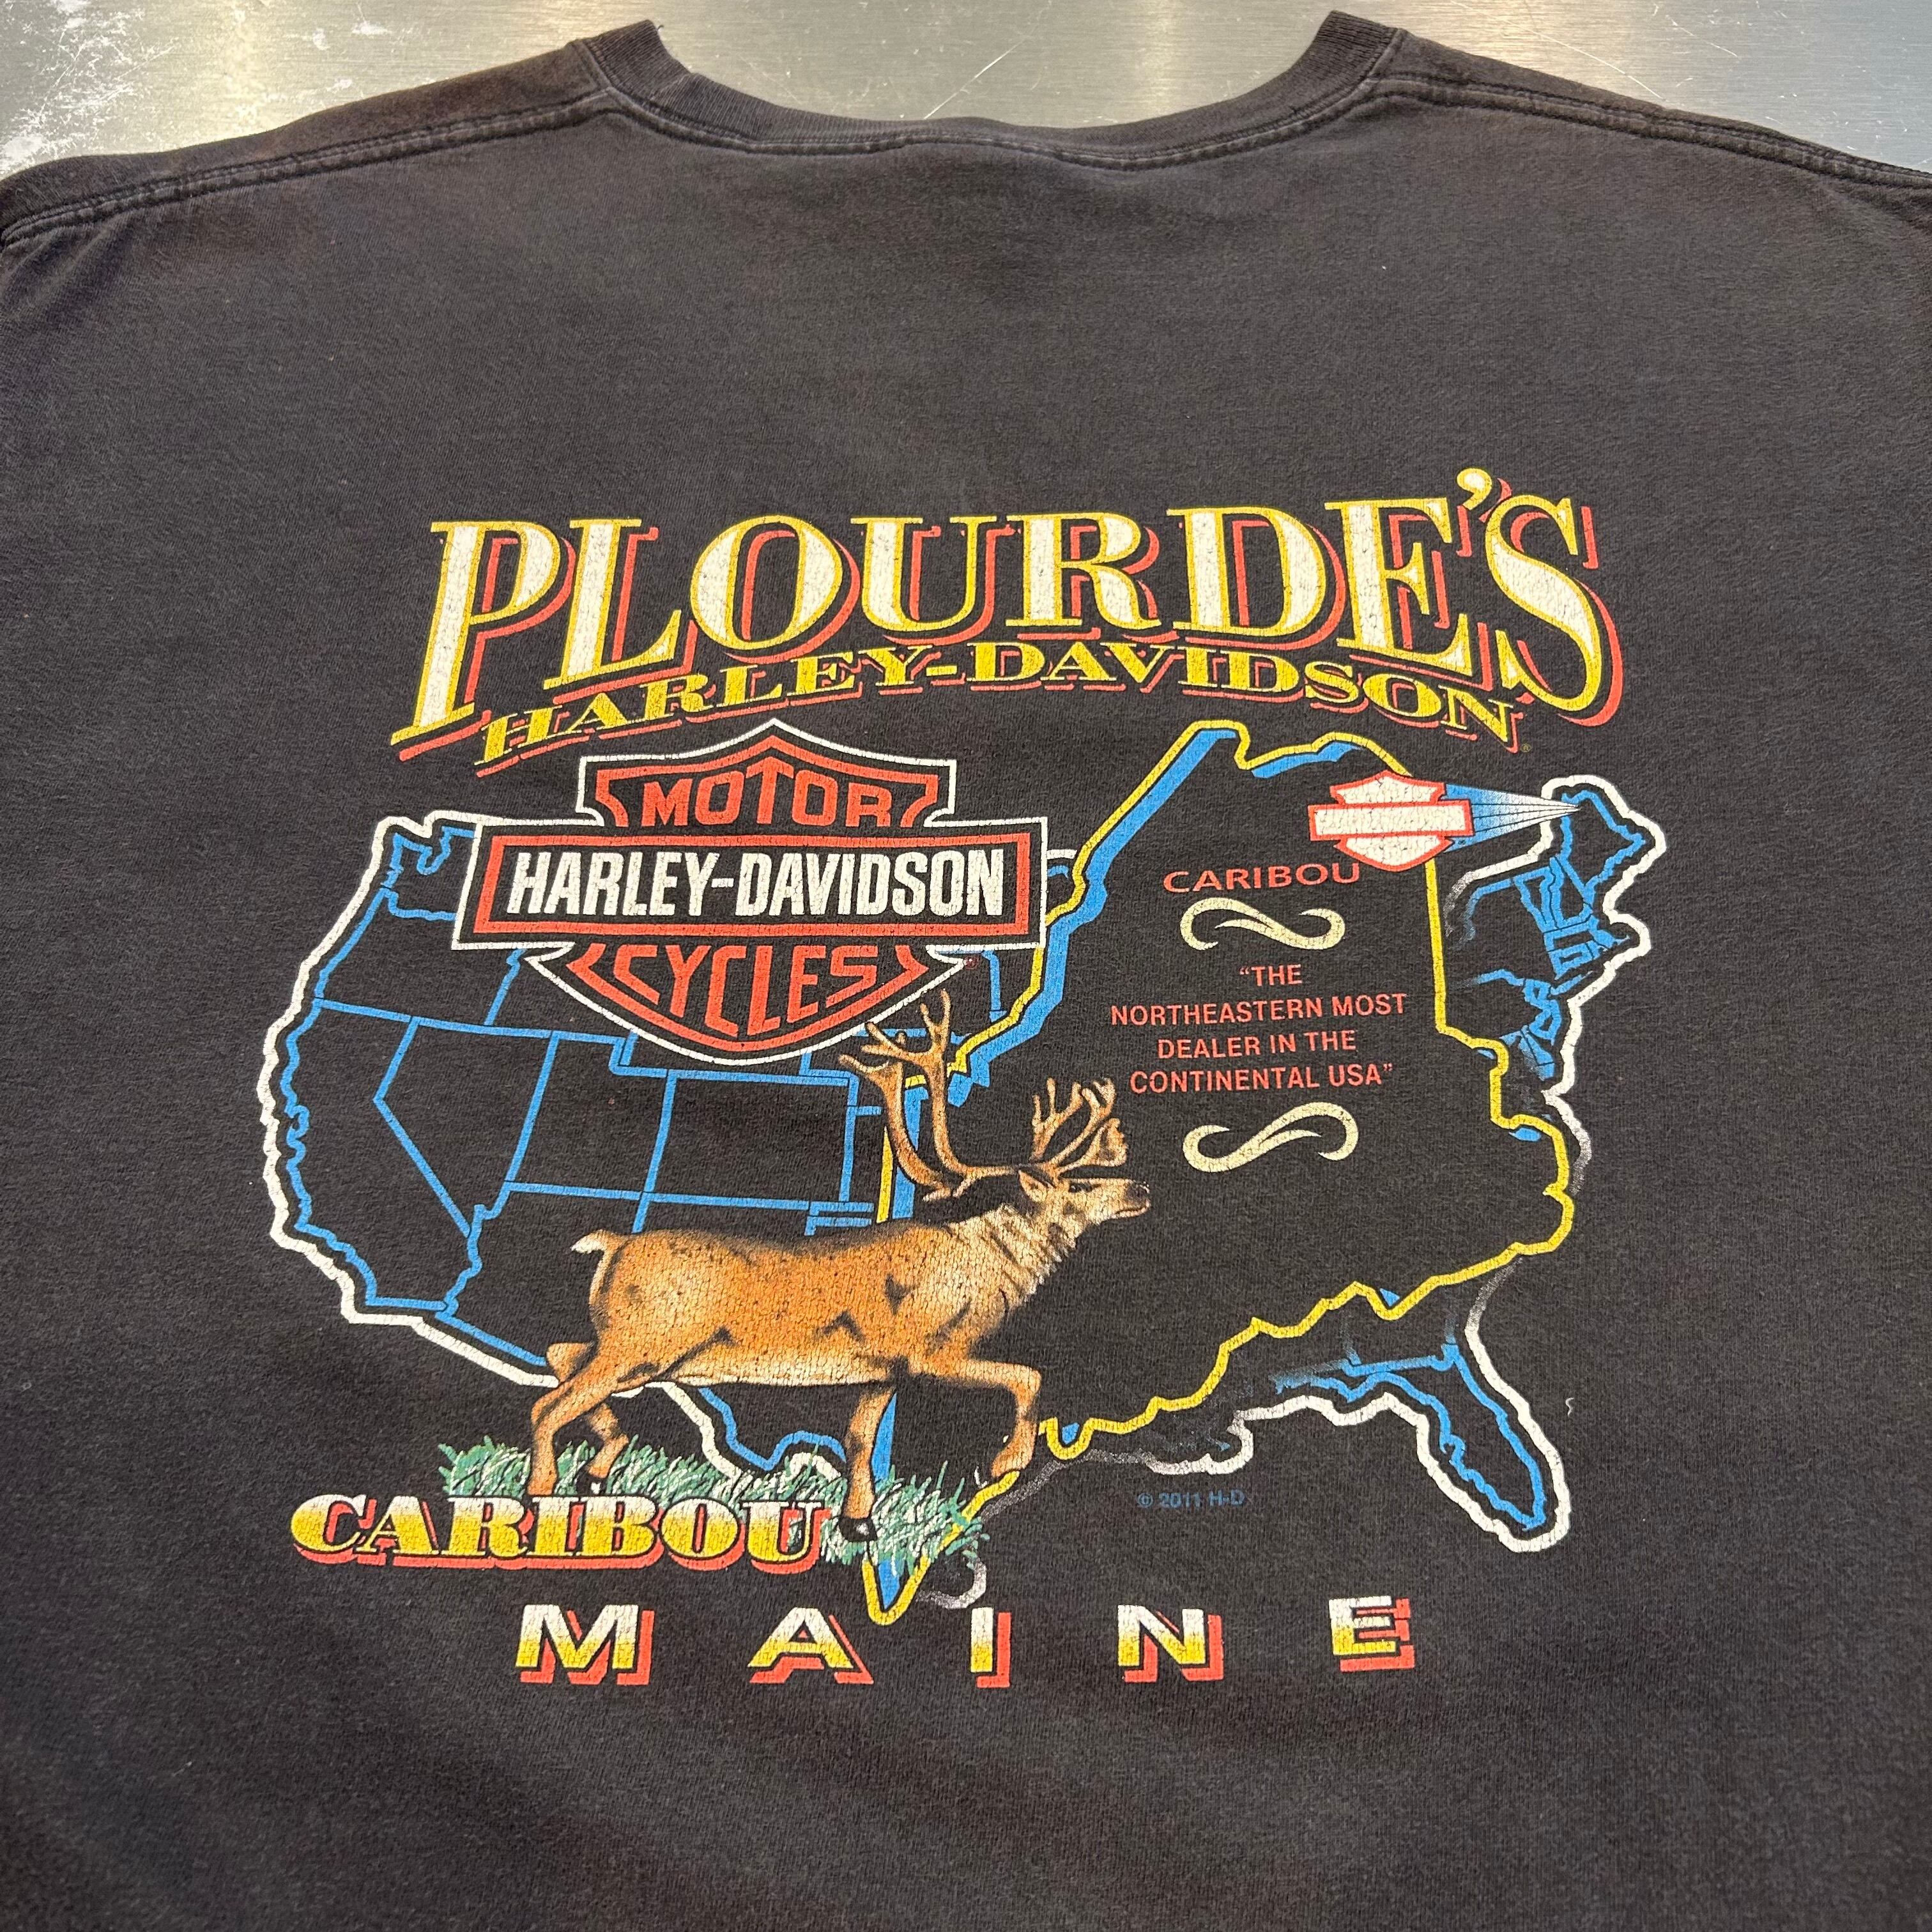 PLOURDE'S
HARLEY-DAVIDSON
MOTOR
HARLEY-DAVIDSON
CYCLES
CARIBOU
“THE
NORTHEASTERN MOST
DEALER IN THE
CONTINENTAL USA”
© 2011 H-D
CARIBOU
MAINE